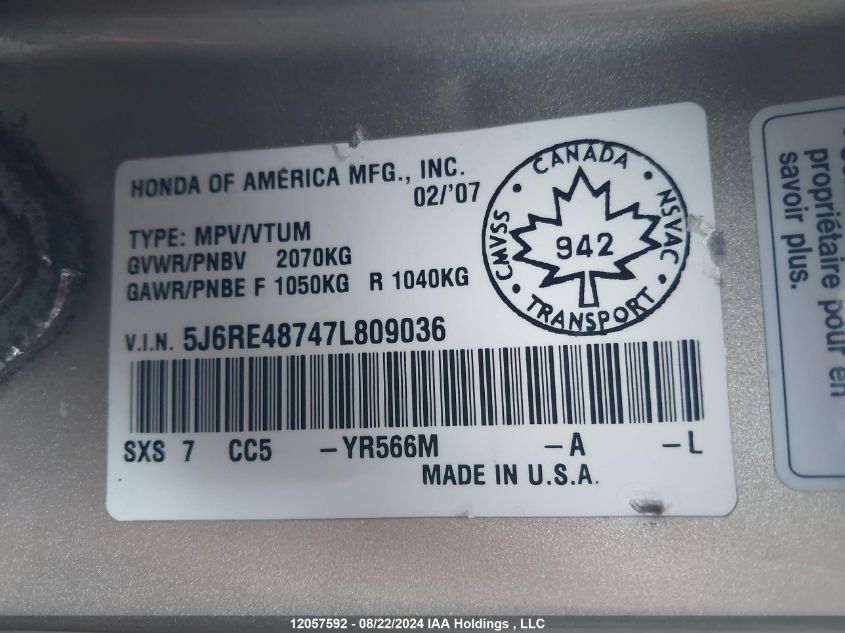 HONDA OF AMERICA MFG., INC.
02/'07
TYPE: MPV/VTUM
GVWR/PNBV 2070KG
GAWR/PNBE F 1050KG R 1040KG
CANADA
CMVSS • NSVAC
942
TRANSPORT
V.I.N. 5J6RE48747L809036
SXS 7 CC5 -YR566M -A -L
MADE IN U.S.A.
propriétaire pour en
savoir plus.
12057592 - 08/22/2024 IAA Holdings , LLC